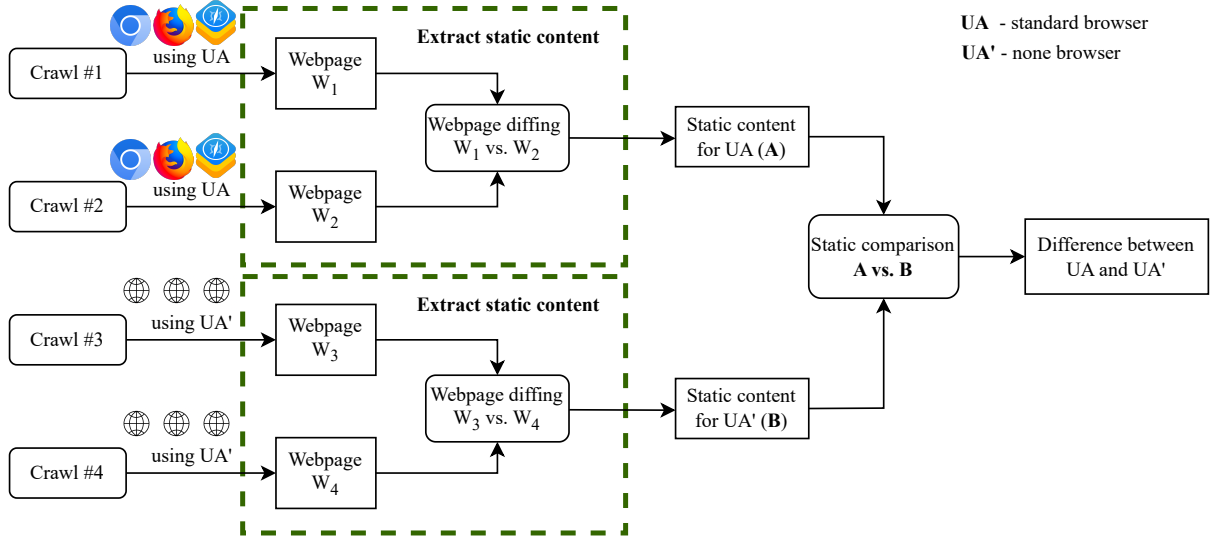 UA - standard browser
UA' - none browser
Extract static content
using UA
Crawl #1
Webpage
W1
Webpage diffing
W1 vs. W2
Static content
for UA (A)
using UA
Crawl #2
Webpage
W2
Static comparison
A vs. B
Difference between
UA and UA'
Extract static content
using UA'
Crawl #3
Webpage
W3
Webpage diffing
W3 vs. W4
Static content
for UA' (B)
using UA'
Crawl #4
Webpage
W4